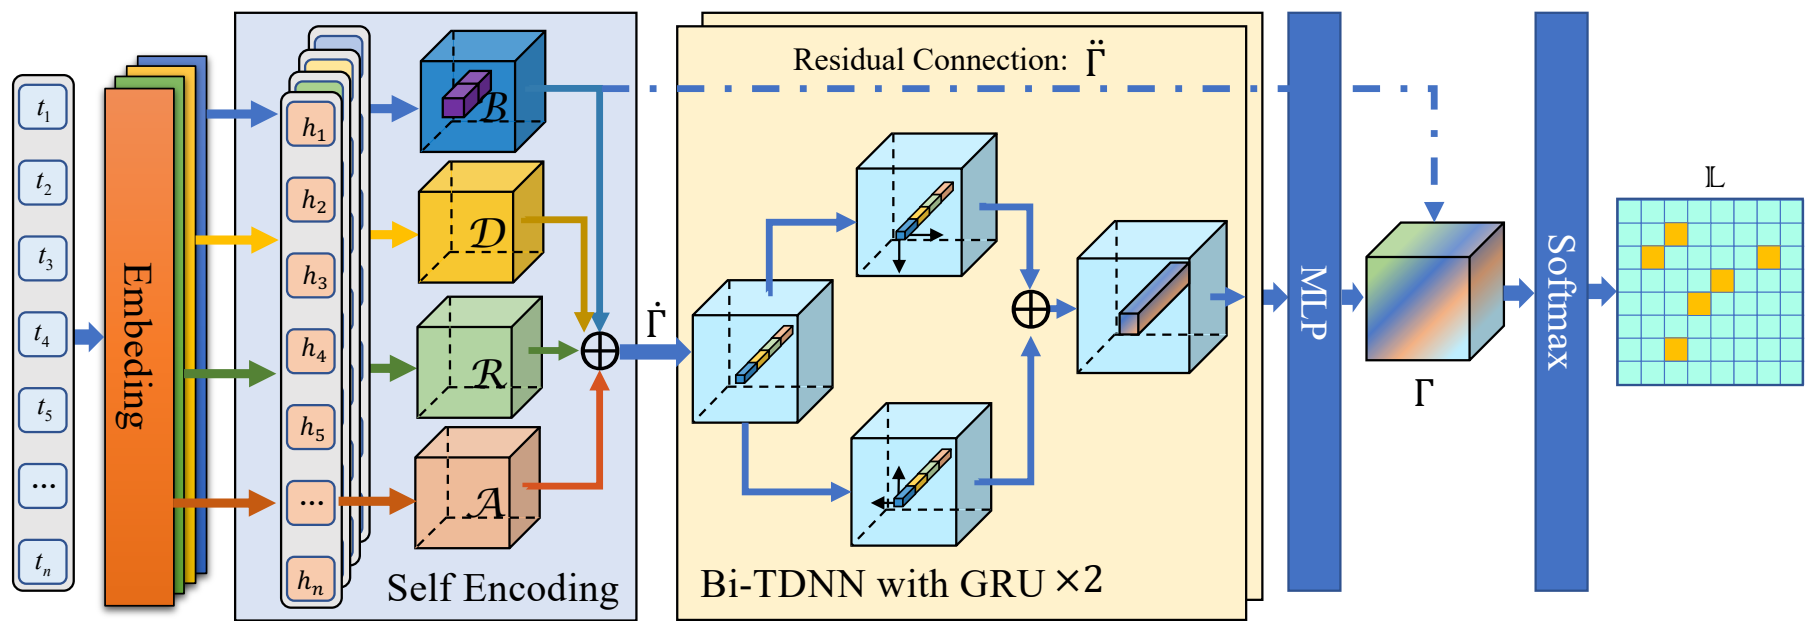 t1
t2
t3
t4
t5
...
tn
Embeding
h1
h2
h3
h4
h5
...
hn
ℬ
𝒟
ℛ
𝒜
Self Encoding
Γ̇
Residual Connection: Γ̈
Bi-TDNN with GRU ×2
MLP
Γ
Softmax
𝕃